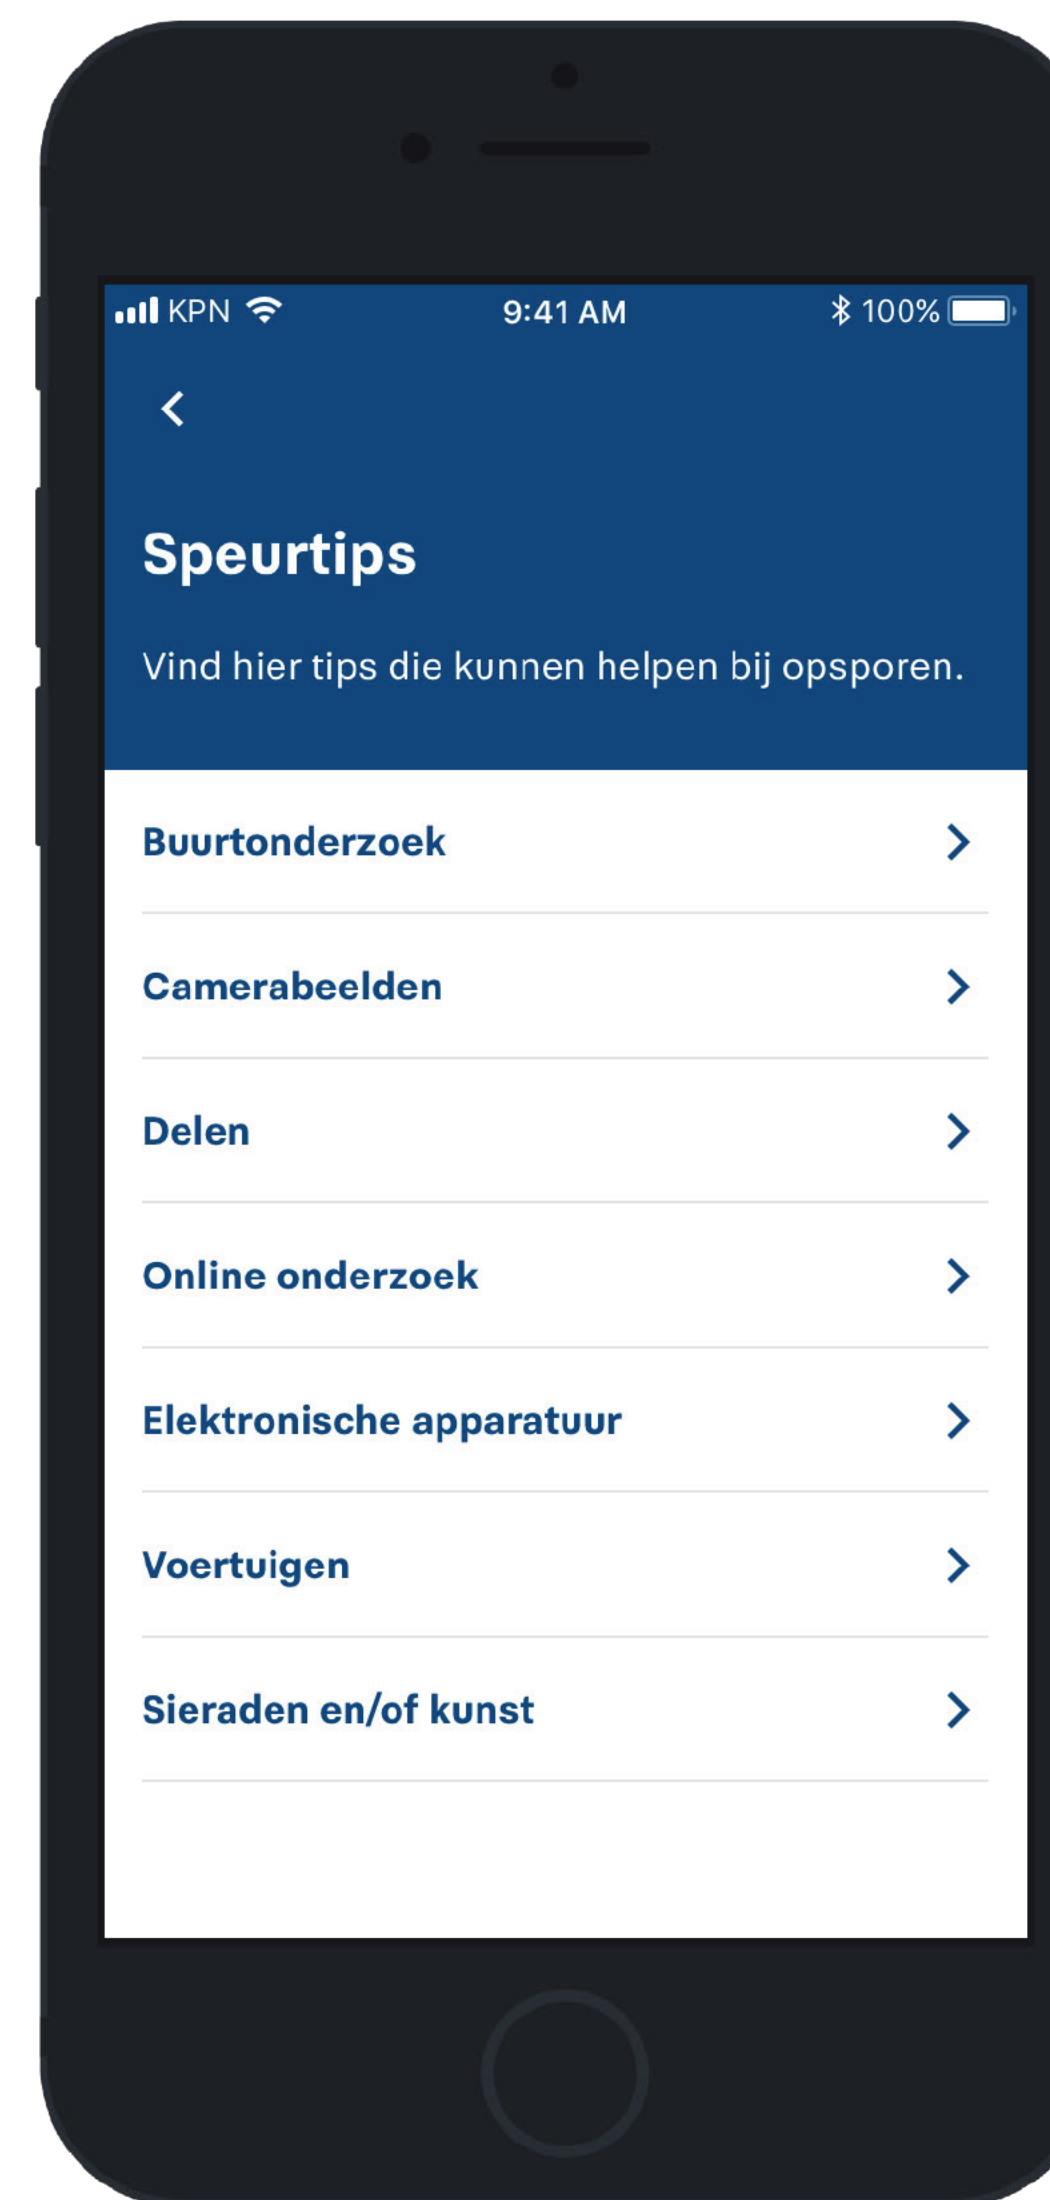 KPN 9:41 AM 100%
Speurtips
Vind hier tips die kunnen helpen bij opsporen.
Buurtonderzoek
Camerabeelden
Delen
Online onderzoek
Elektronische apparatuur
Voertuigen
Sieraden en/of kunst